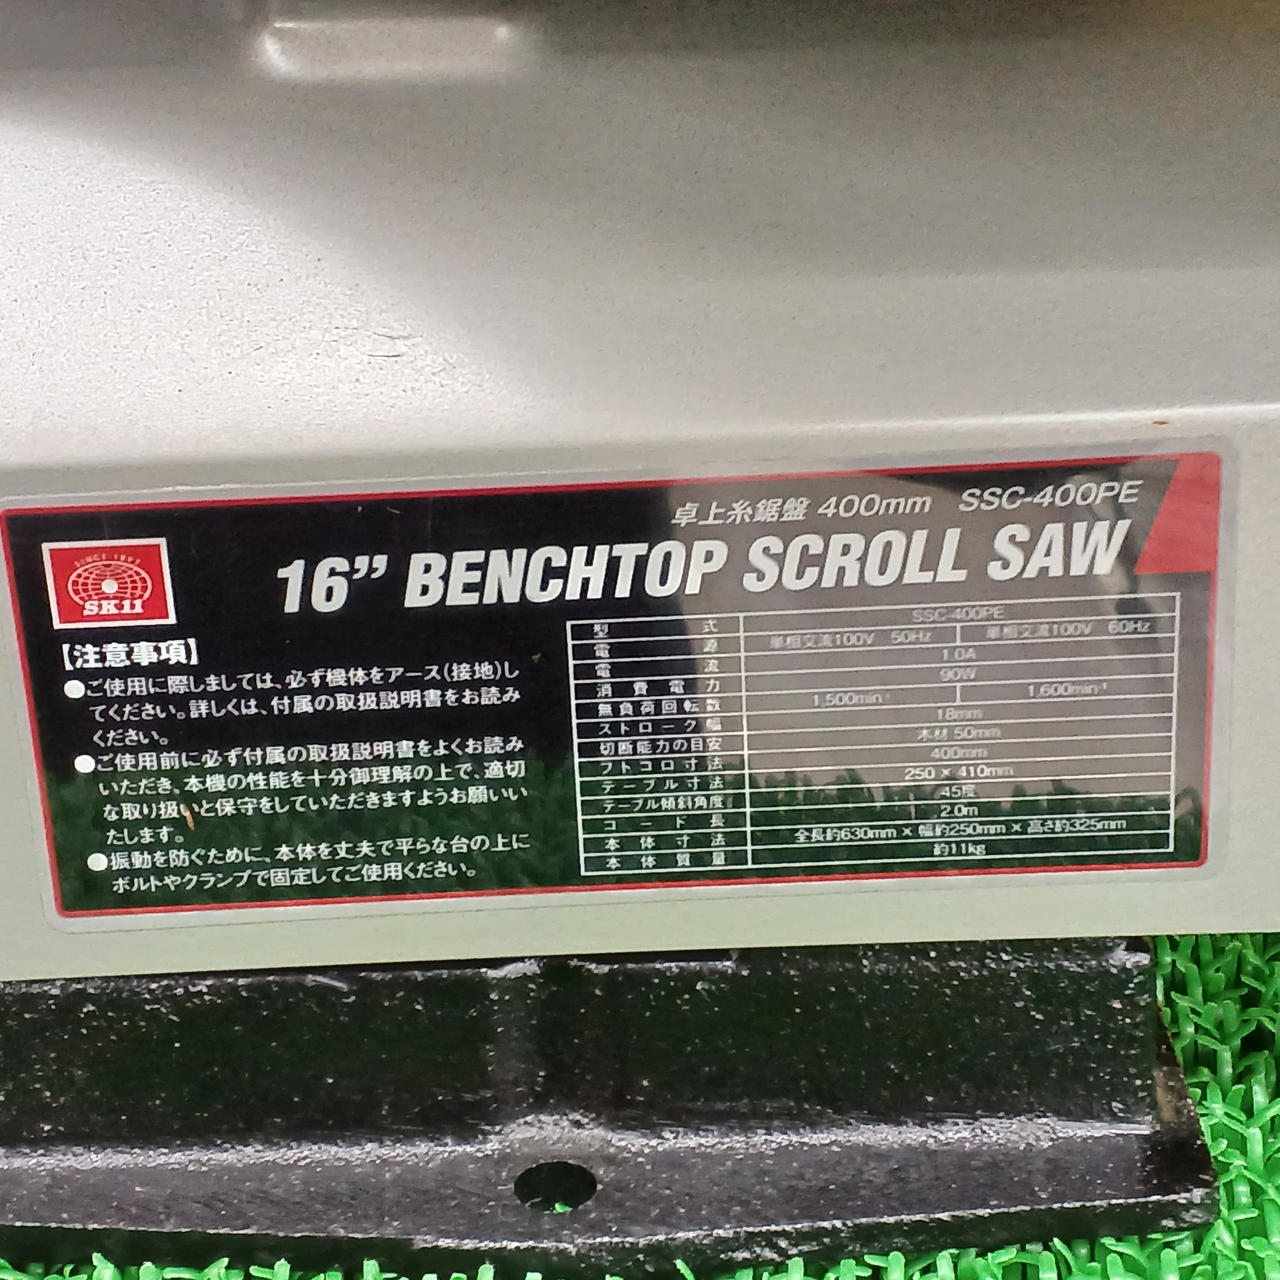 卓上糸鋸盤 400mm SSC-400PE
16” BENCHTOP SCROLL SAW
SINCE 1897
SK11
【注意事項】
●ご使用に際しましては、必ず機体をアース(接地)し
てください。詳しくは、付属の取扱説明書をお読み
ください。
●ご使用前に必ず付属の取扱説明書をよくお読み
いただき、本機の性能を十分御理解の上で、適切
な取り扱いと保守をしていただきますようお願いい
たします。
●振動を防ぐために、本体を丈夫で平らな台の上に
ボルトやクランプで固定してご使用ください。
型式 SSC-400PE
電源 単相交流100V 50Hz 単相交流100V 60Hz
電流 1.0A
消費電力 90W
無負荷回転数 1,500min⁻¹ 1,600min⁻¹
ストローク幅 18mm
切断能力の目安 木材 50mm
フトコロ寸法 400mm
テーブル寸法 250 × 410mm
テーブル傾斜角度 45度
コード長 2.0m
本体寸法 全長約630mm × 幅約250mm × 高さ約325mm
本体質量 約11kg